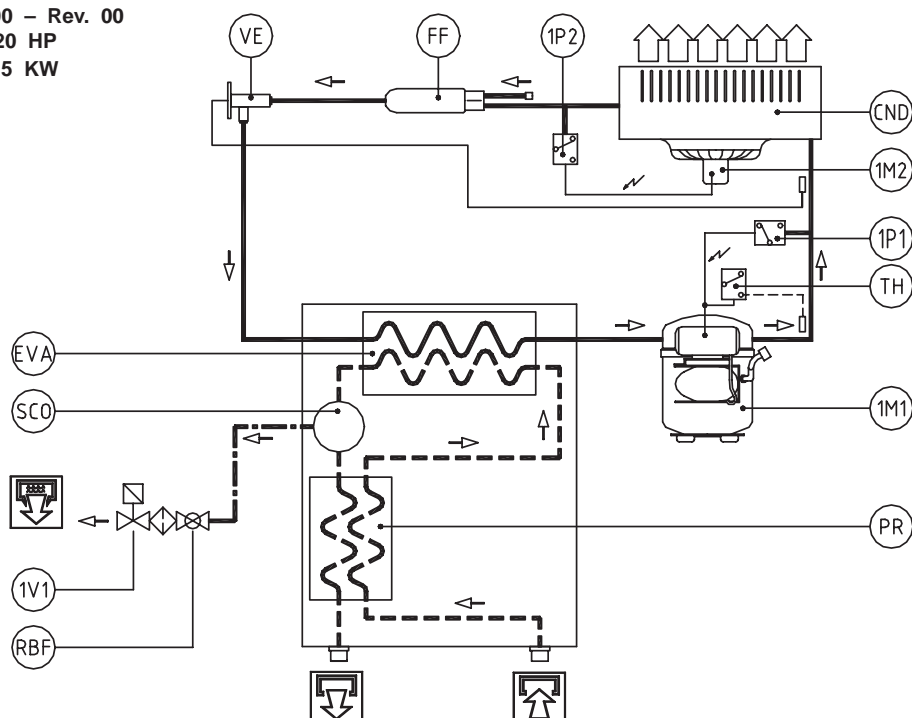 00 – Rev. 00
20 HP
5 KW
VE
FF
1P2
CND
1M2
1P1
TH
EVA
SCO
1M1
PR
1V1
RBF